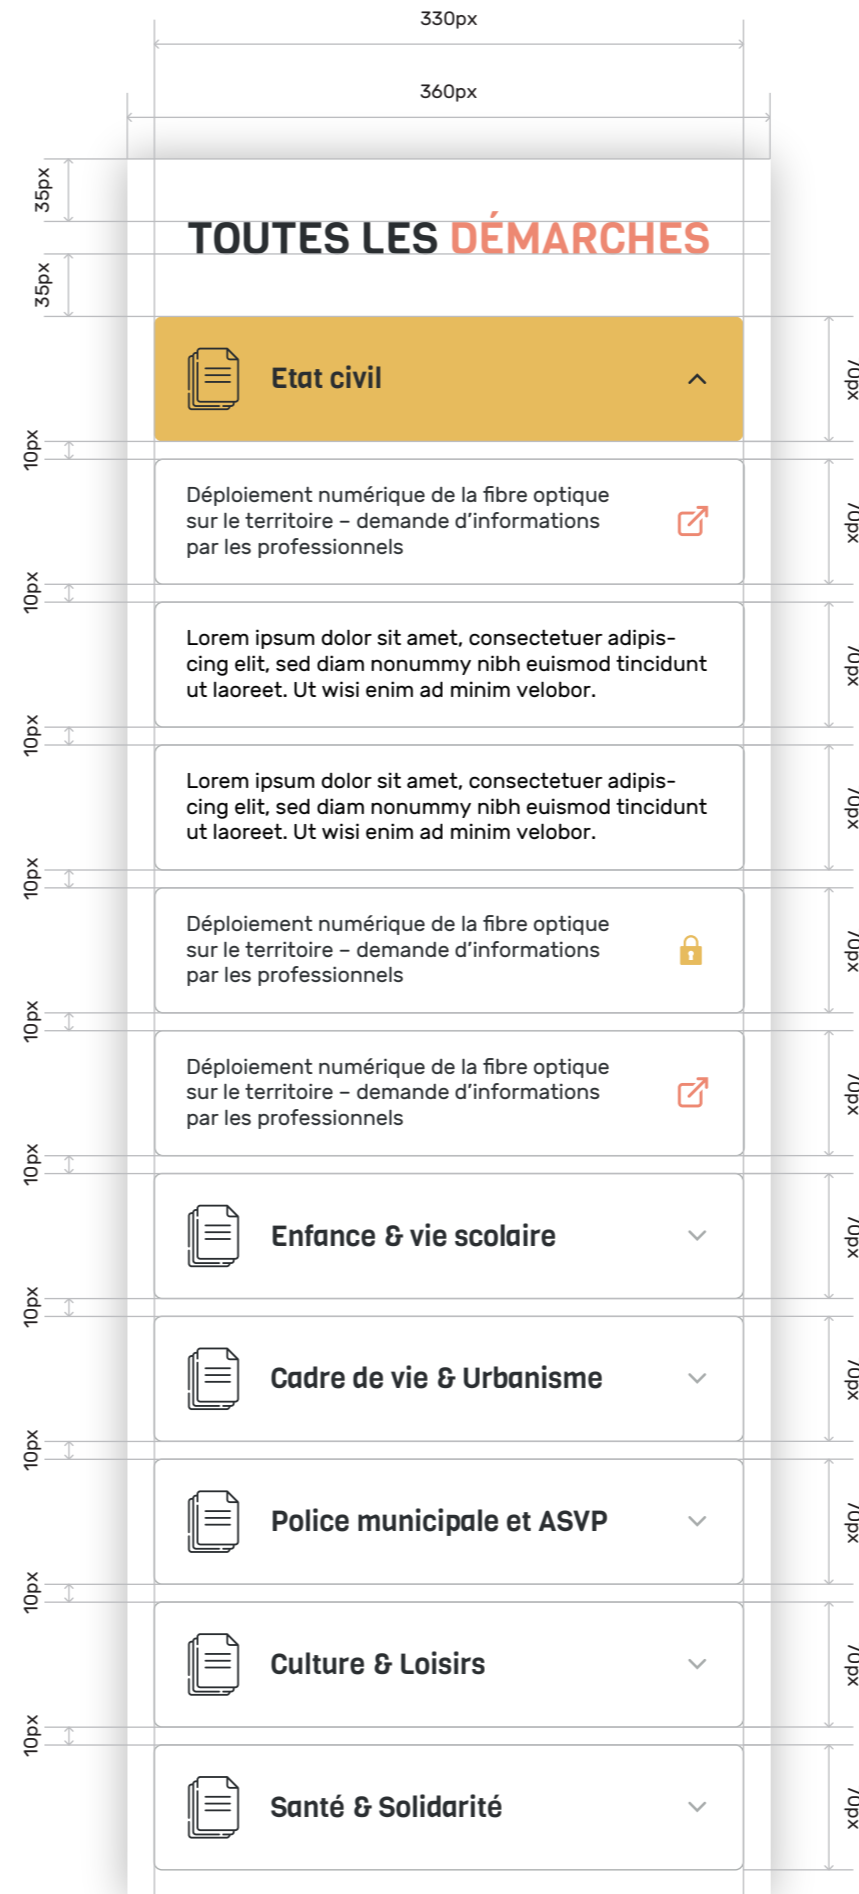 330px
360px
35px
TOUTES LES DÉMARCHES
35px
Etat civil
70px
10px
Déploiement numérique de la fibre optique
sur le territoire – demande d'informations
par les professionnels
70px
10px
Lorem ipsum dolor sit amet, consectetuer adipis-
cing elit, sed diam nonummy nibh euismod tincidunt
ut laoreet. Ut wisi enim ad minim velobor.
70px
10px
Lorem ipsum dolor sit amet, consectetuer adipis-
cing elit, sed diam nonummy nibh euismod tincidunt
ut laoreet. Ut wisi enim ad minim velobor.
70px
10px
Déploiement numérique de la fibre optique
sur le territoire – demande d'informations
par les professionnels
70px
10px
Déploiement numérique de la fibre optique
sur le territoire – demande d'informations
par les professionnels
70px
10px
Enfance & vie scolaire
70px
10px
Cadre de vie & Urbanisme
70px
10px
Police municipale et ASVP
70px
10px
Culture & Loisirs
70px
10px
Santé & Solidarité
70px